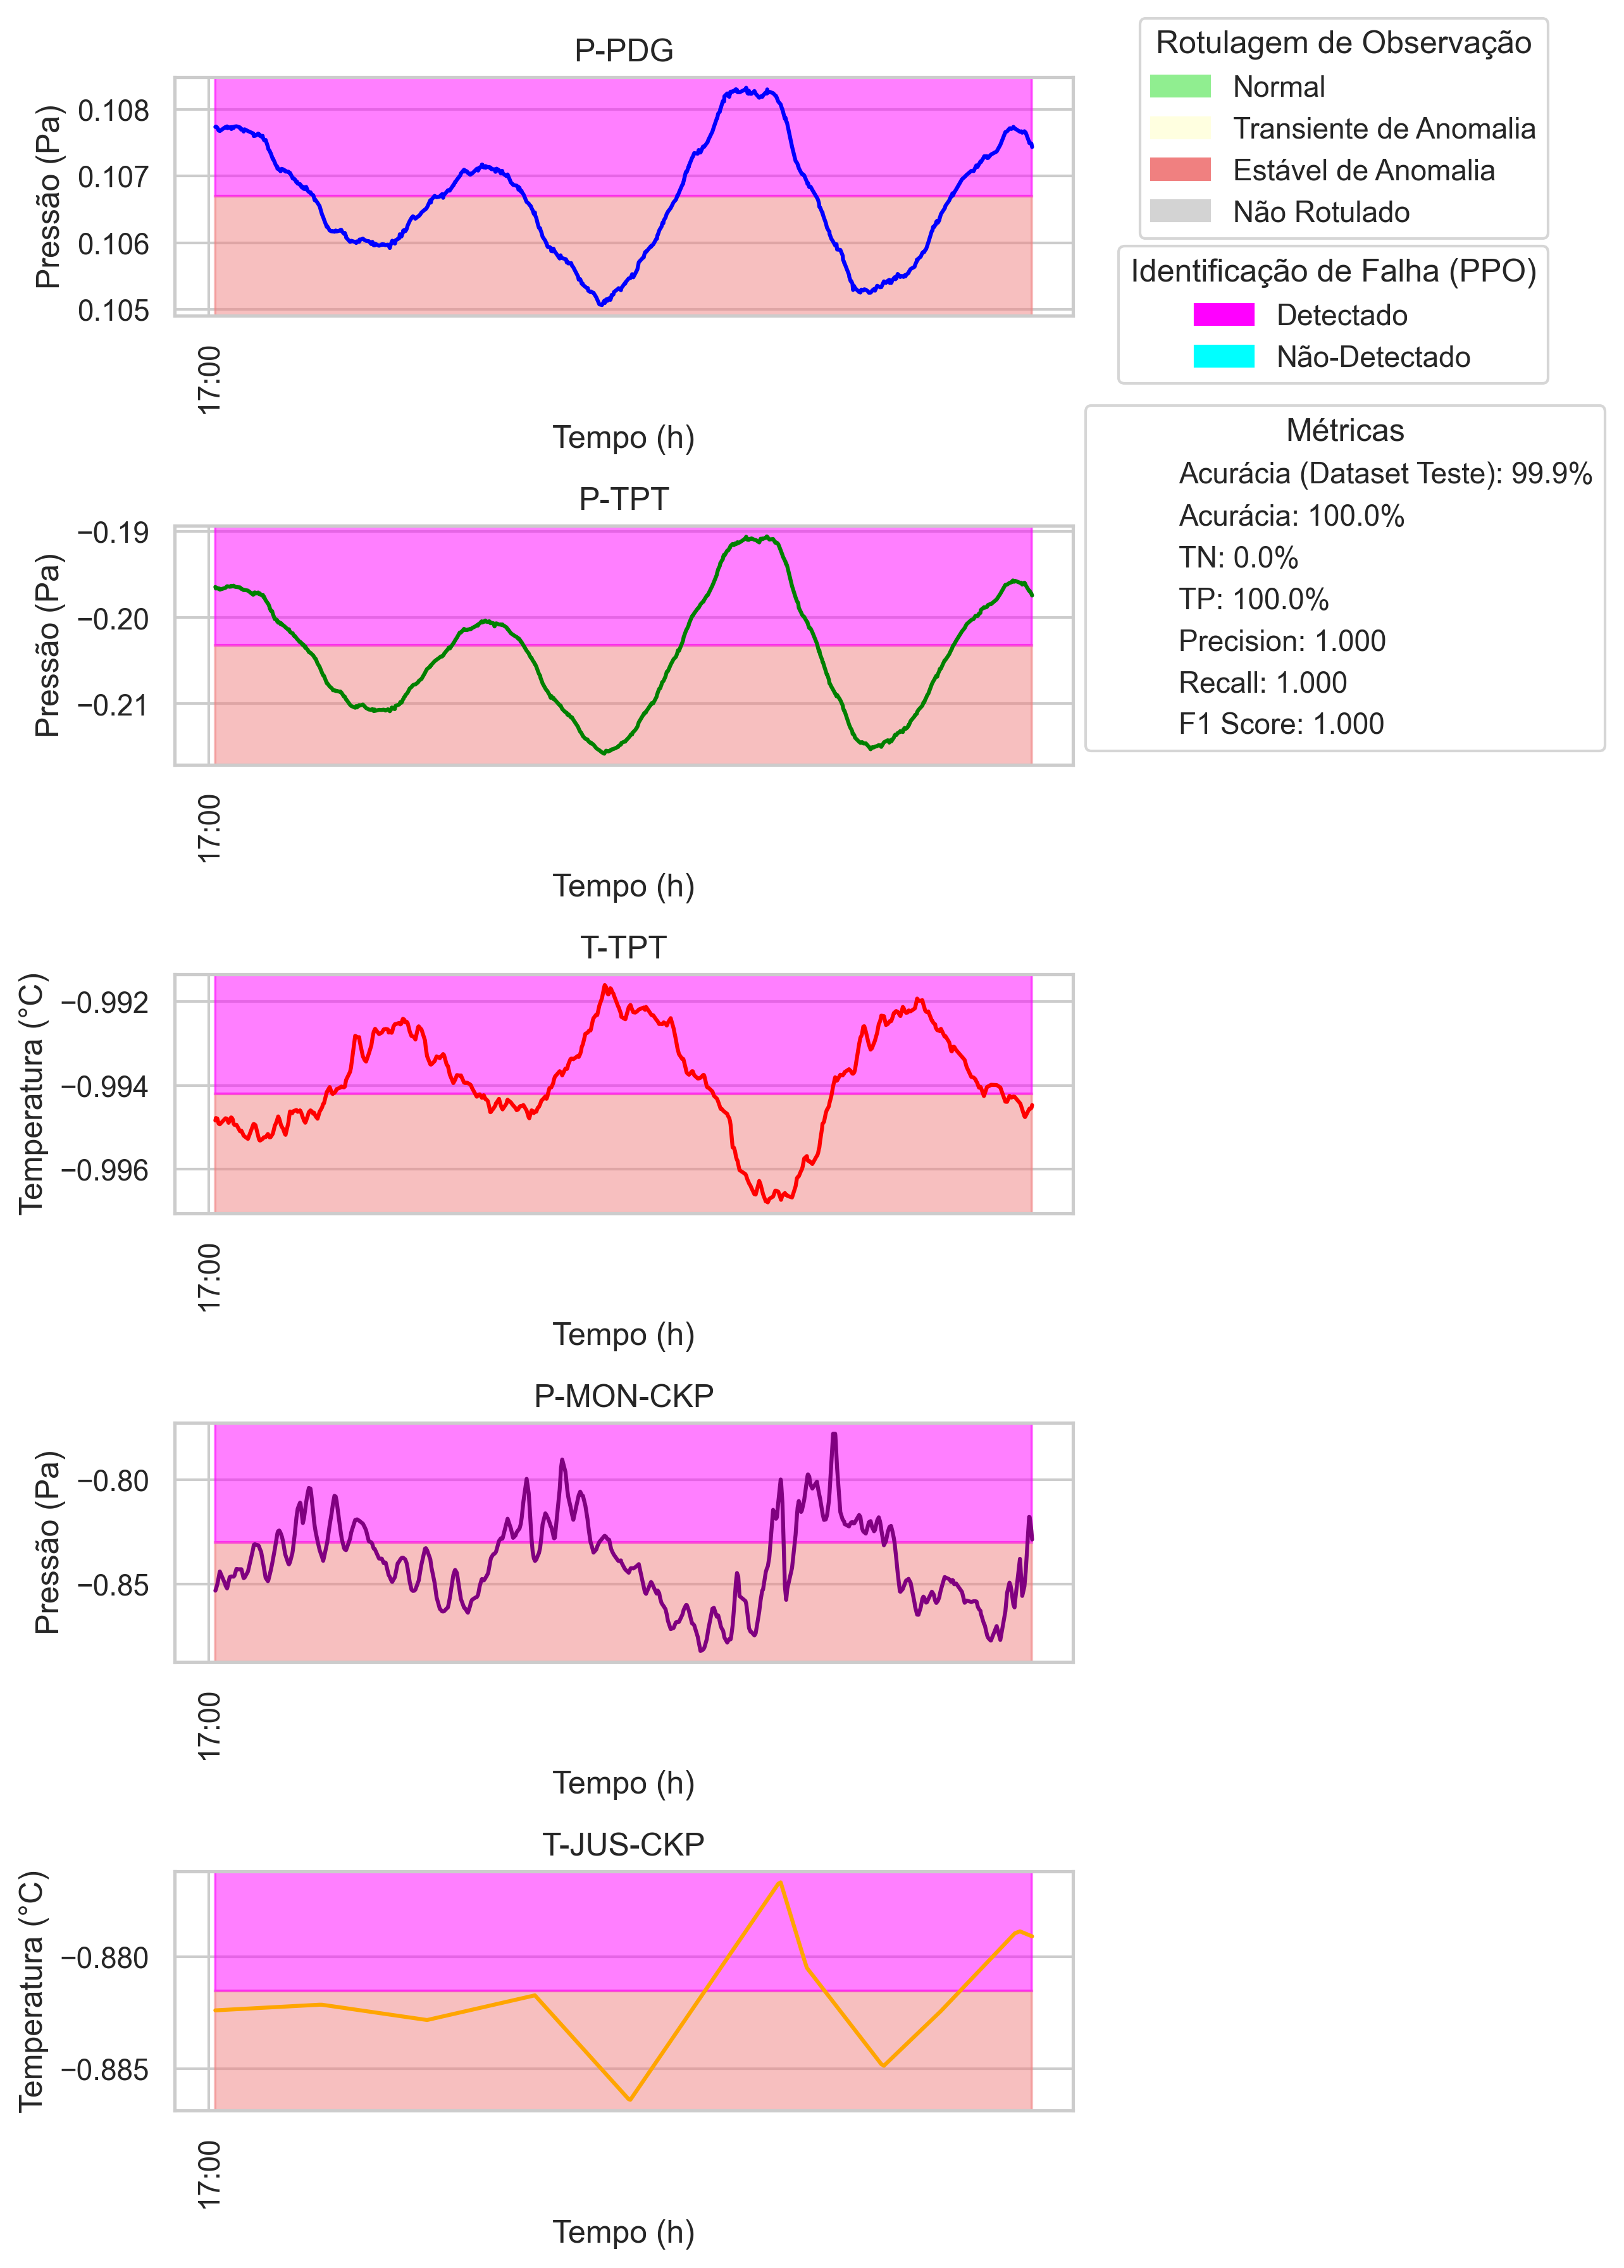 P-PDG
Pressão (Pa)
0.108
0.107
0.106
0.105
17:00
Tempo (h)
Rotulagem de Observação
Normal
Transiente de Anomalia
Estável de Anomalia
Não Rotulado
Identificação de Falha (PPO)
Detectado
Não-Detectado
Métricas
Acurácia (Dataset Teste): 99.9%
Acurácia: 100.0%
TN: 0.0%
TP: 100.0%
Precision: 1.000
Recall: 1.000
F1 Score: 1.000
P-TPT
Pressão (Pa)
−0.19
−0.20
−0.21
17:00
Tempo (h)
T-TPT
Temperatura (°C)
−0.992
−0.994
−0.996
17:00
Tempo (h)
P-MON-CKP
Pressão (Pa)
−0.80
−0.85
17:00
Tempo (h)
T-JUS-CKP
Temperatura (°C)
−0.880
−0.885
17:00
Tempo (h)